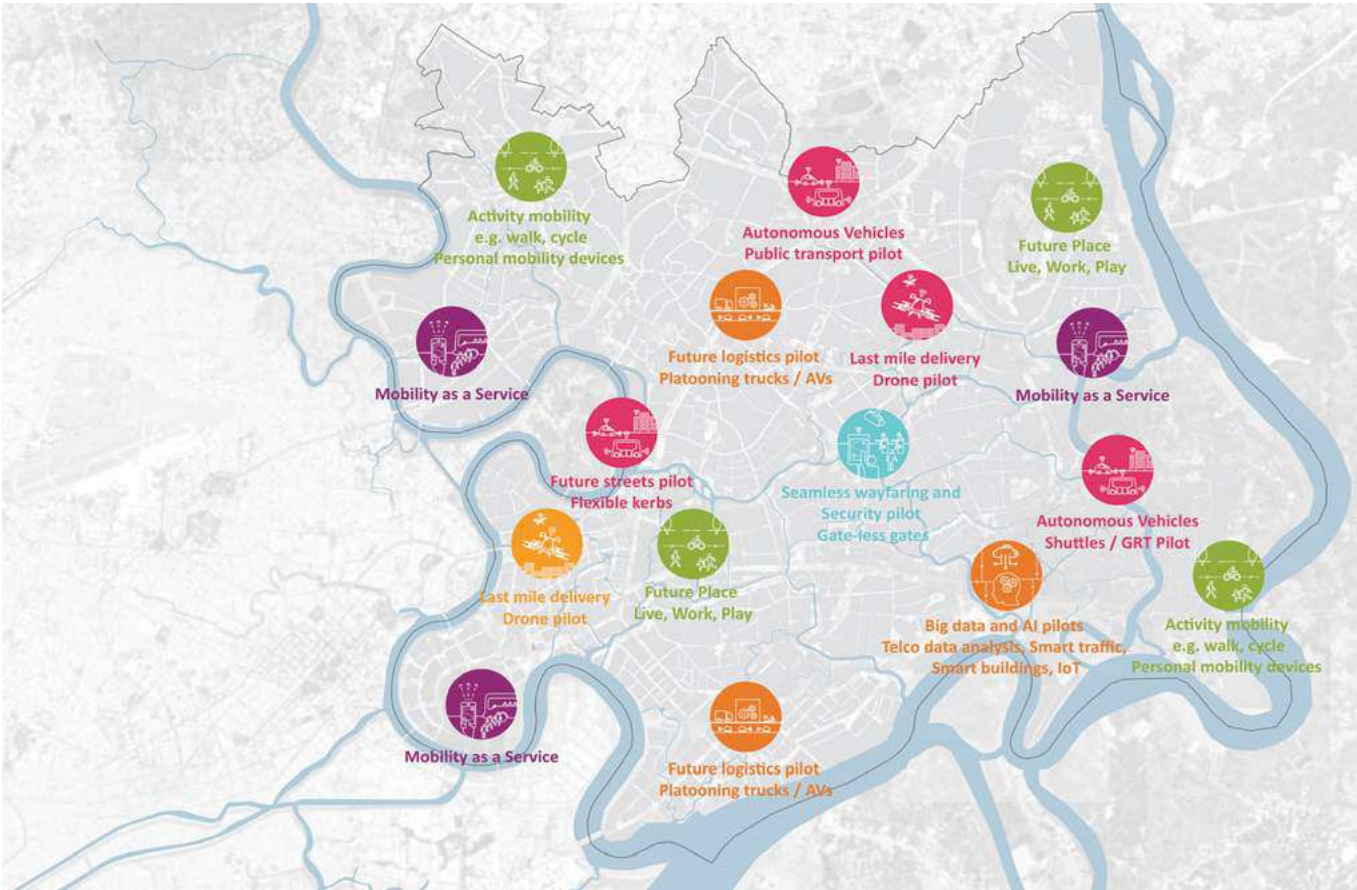 Activity mobility
e.g. walk, cycle
Personal mobility devices
Autonomous Vehicles
Public transport pilot
Future Place
Live, Work, Play
Mobility as a Service
Future logistics pilot
Platooning trucks / AVs
Last mile delivery
Drone pilot
Mobility as a Service
Future streets pilot
Flexible kerbs
Seamless wayfaring and
Security pilot
Gate-less gates
Autonomous Vehicles
Shuttles / GRT Pilot
Last mile delivery
Drone pilot
Future Place
Live, Work, Play
Big data and AI pilots
Telco data analysis, Smart traffic,
Smart buildings, IoT
Activity mobility
e.g. walk, cycle
Personal mobility devices
Mobility as a Service
Future logistics pilot
Platooning trucks / AVs